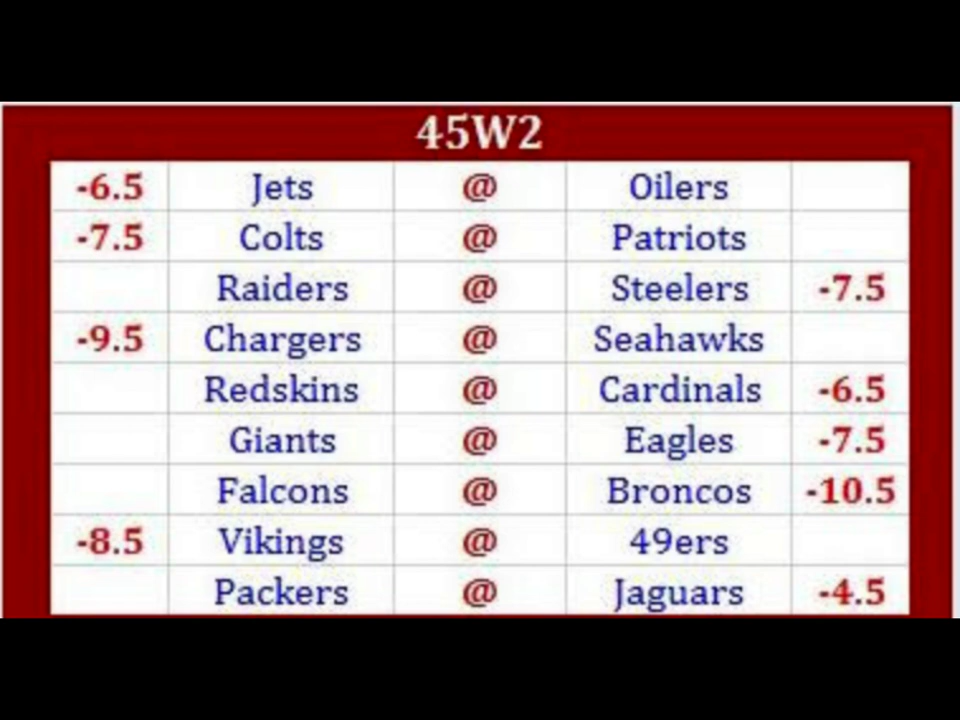 45W2
-6.5 Jets @ Oilers
-7.5 Colts @ Patriots
Raiders @ Steelers -7.5
-9.5 Chargers @ Seahawks
Redskins @ Cardinals -6.5
Giants @ Eagles -7.5
Falcons @ Broncos -10.5
-8.5 Vikings @ 49ers
Packers @ Jaguars -4.5